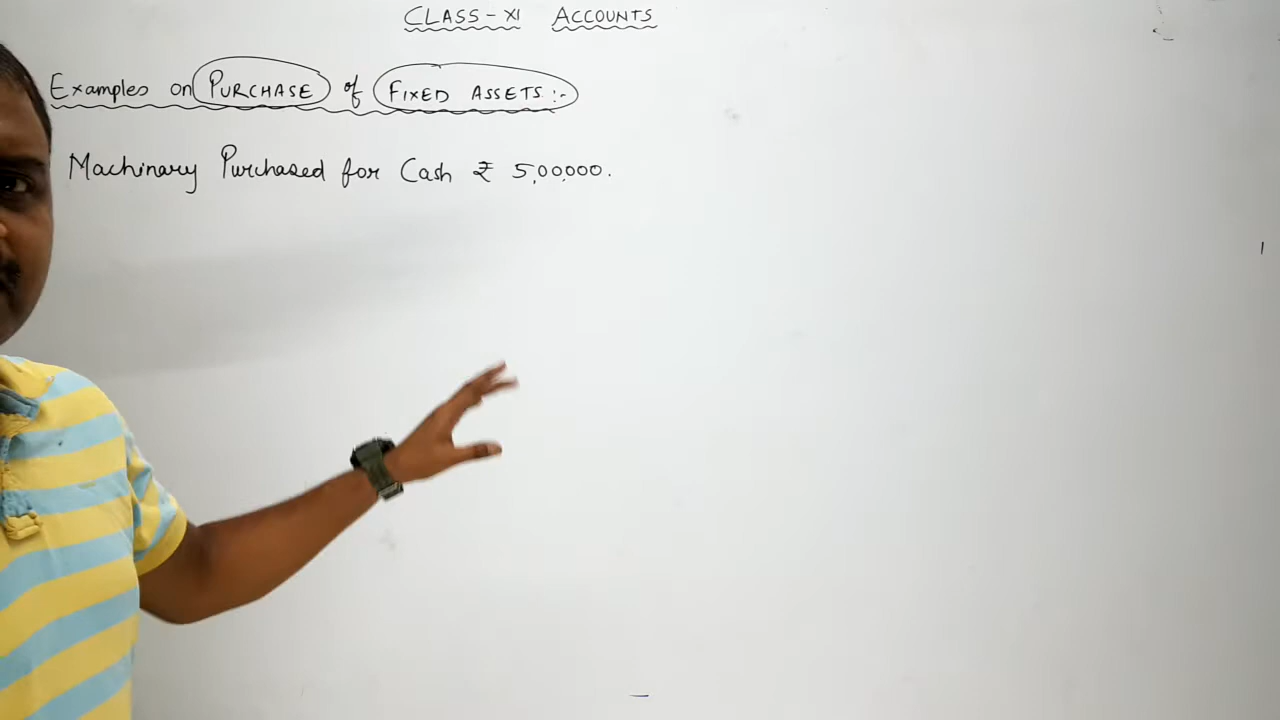 CLASS-XI ACCOUNTS
Examples on PURCHASE of FIXED ASSETS:-
Machinary Purchased for Cash ₹ 5,00,000.